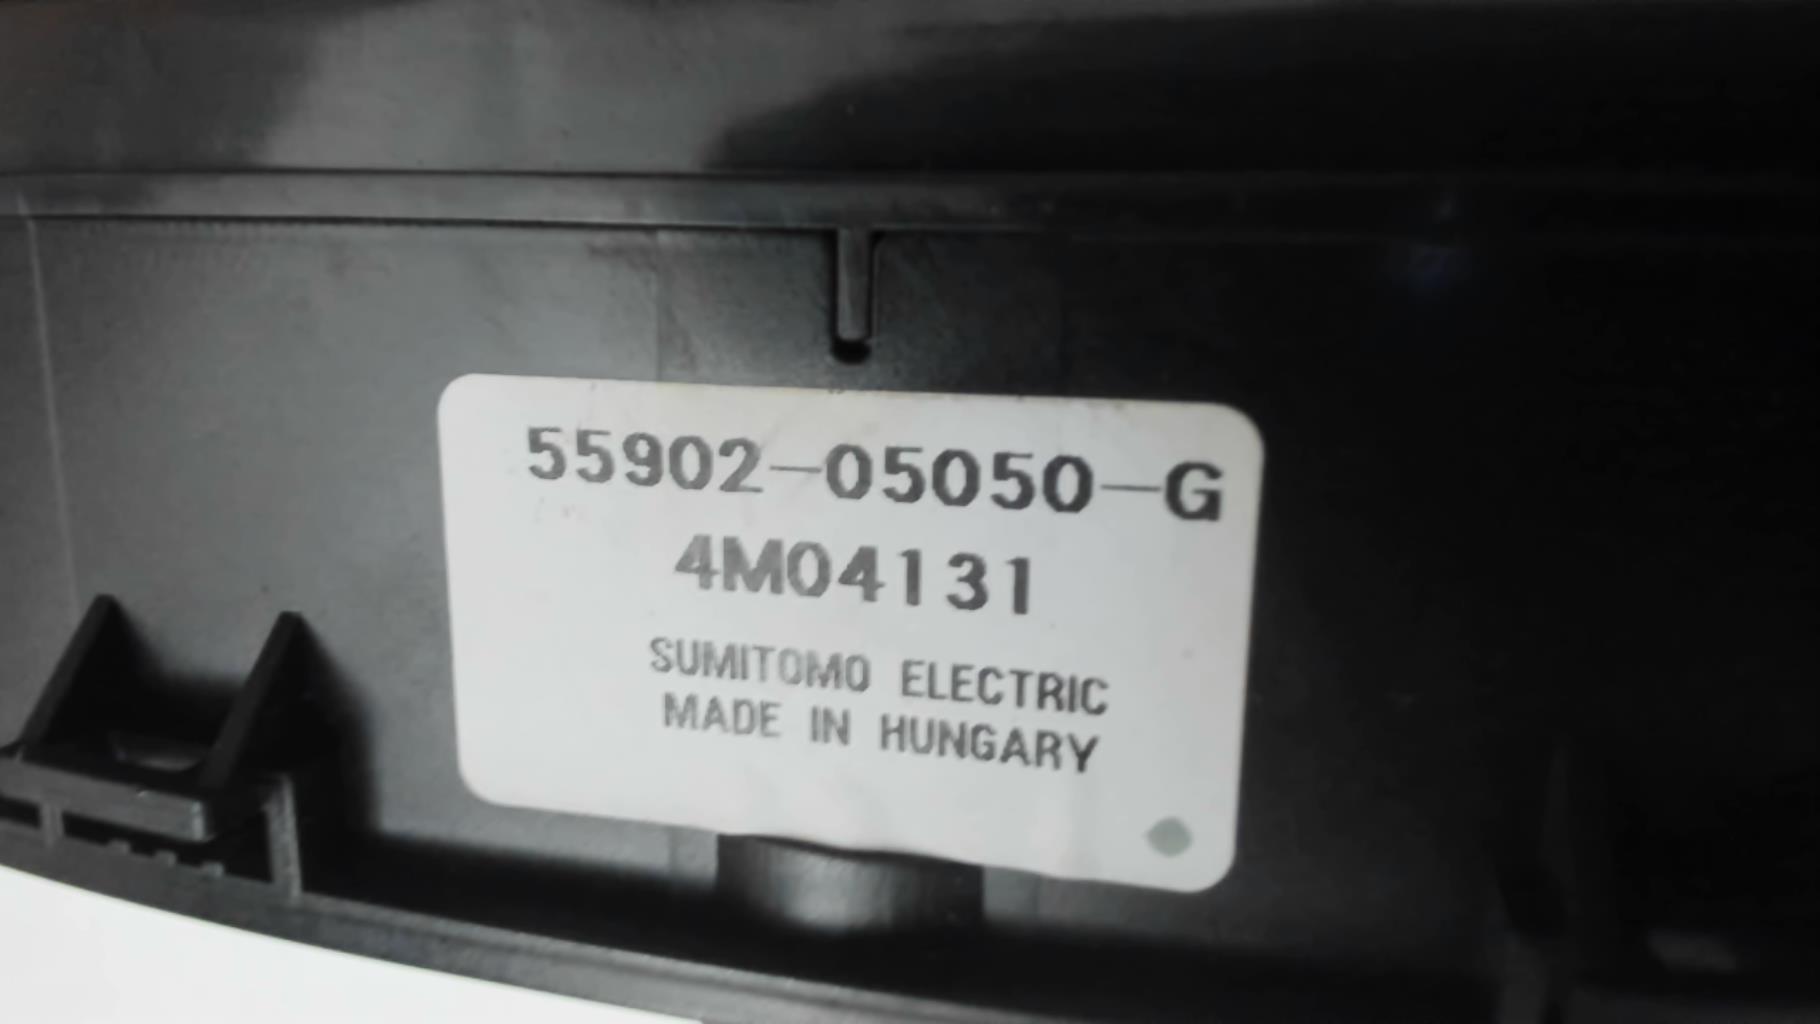 55902-05050-G
4M04131
SUMITOMO ELECTRIC
MADE IN HUNGARY